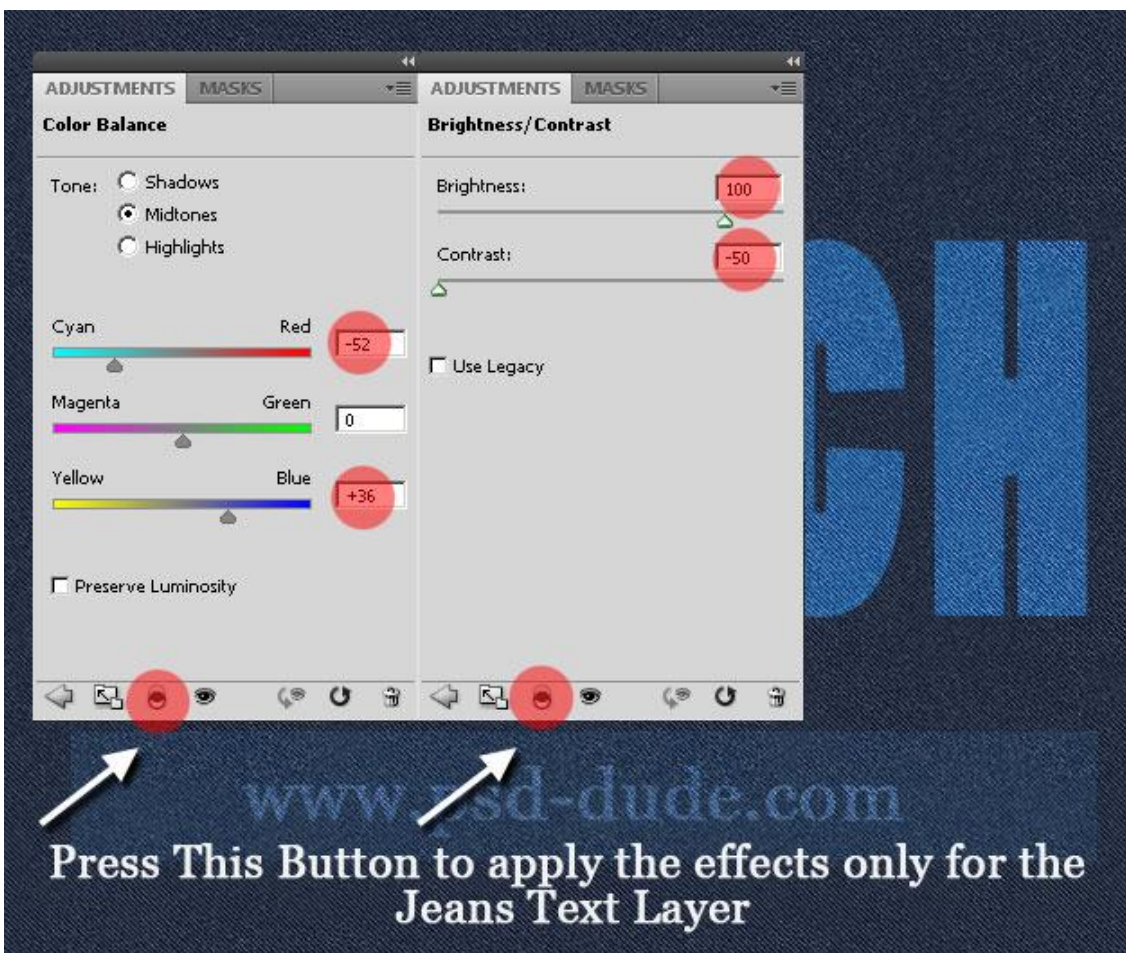 ADJUSTMENTS MASKS
Color Balance
Tone: Shadows
Midtones
Highlights
Cyan Red -52
Magenta Green 0
Yellow Blue +36
Preserve Luminosity
ADJUSTMENTS MASKS
Brightness/Contrast
Brightness: 100
Contrast: -50
Use Legacy
CH
www.psd-dude.com
Press This Button to apply the effects only for the
Jeans Text Layer